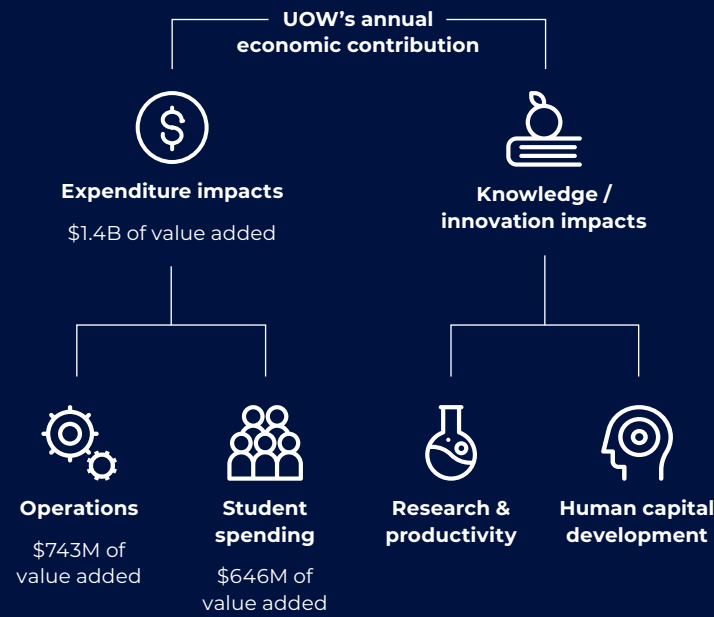 UOW's annual
economic contribution
Expenditure impacts
$1.4B of value added
Knowledge /
innovation impacts
Operations
$743M of
value added
Student
spending
$646M of
value added
Research &
productivity
Human capital
development